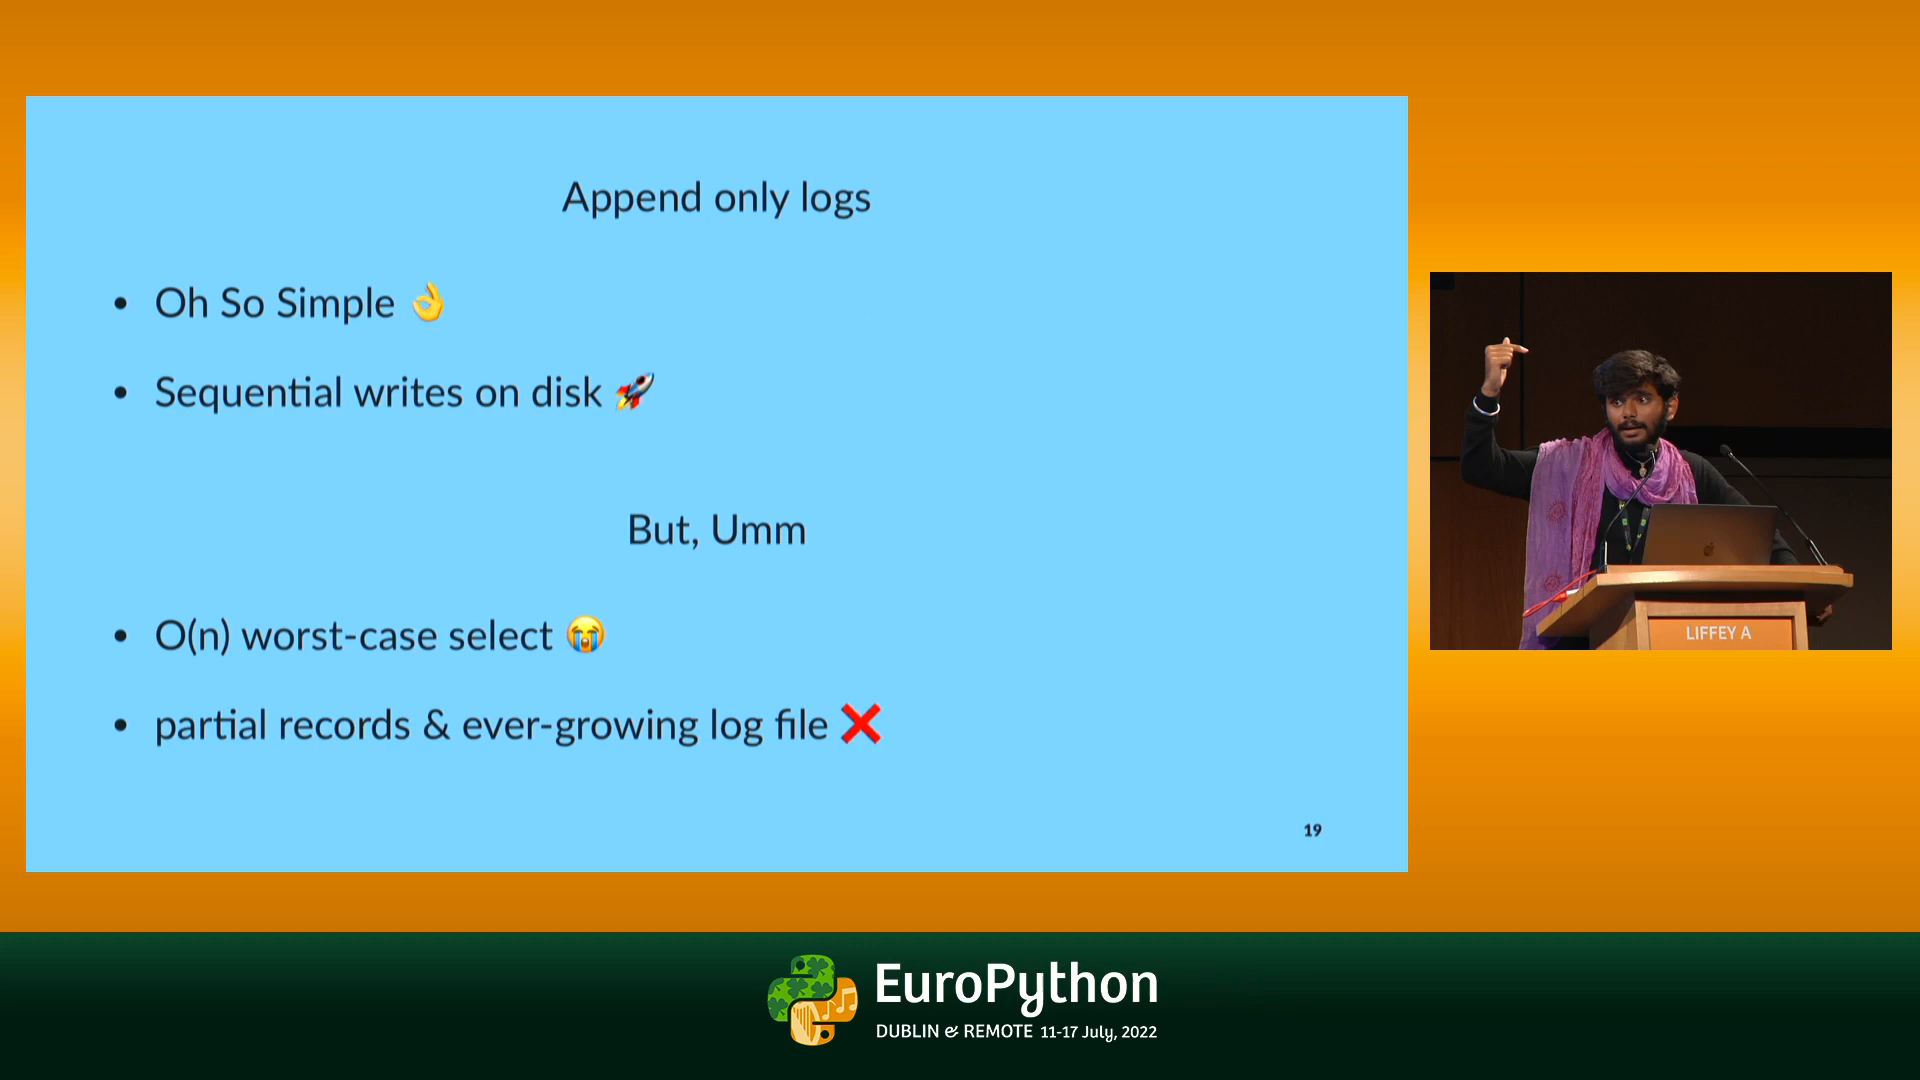 Append only logs
• Oh So Simple 👌
• Sequential writes on disk 🚀
But, Umm
• O(n) worst-case select 😭
• partial records & ever-growing log file ❌
19
LIFFEY A
EuroPython
DUBLIN & REMOTE 11-17 July, 2022